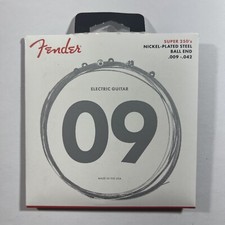 Fender
SUPER 250's
NICKEL-PLATED STEEL
BALL END
.009 -.042
ELECTRIC GUITAR
09